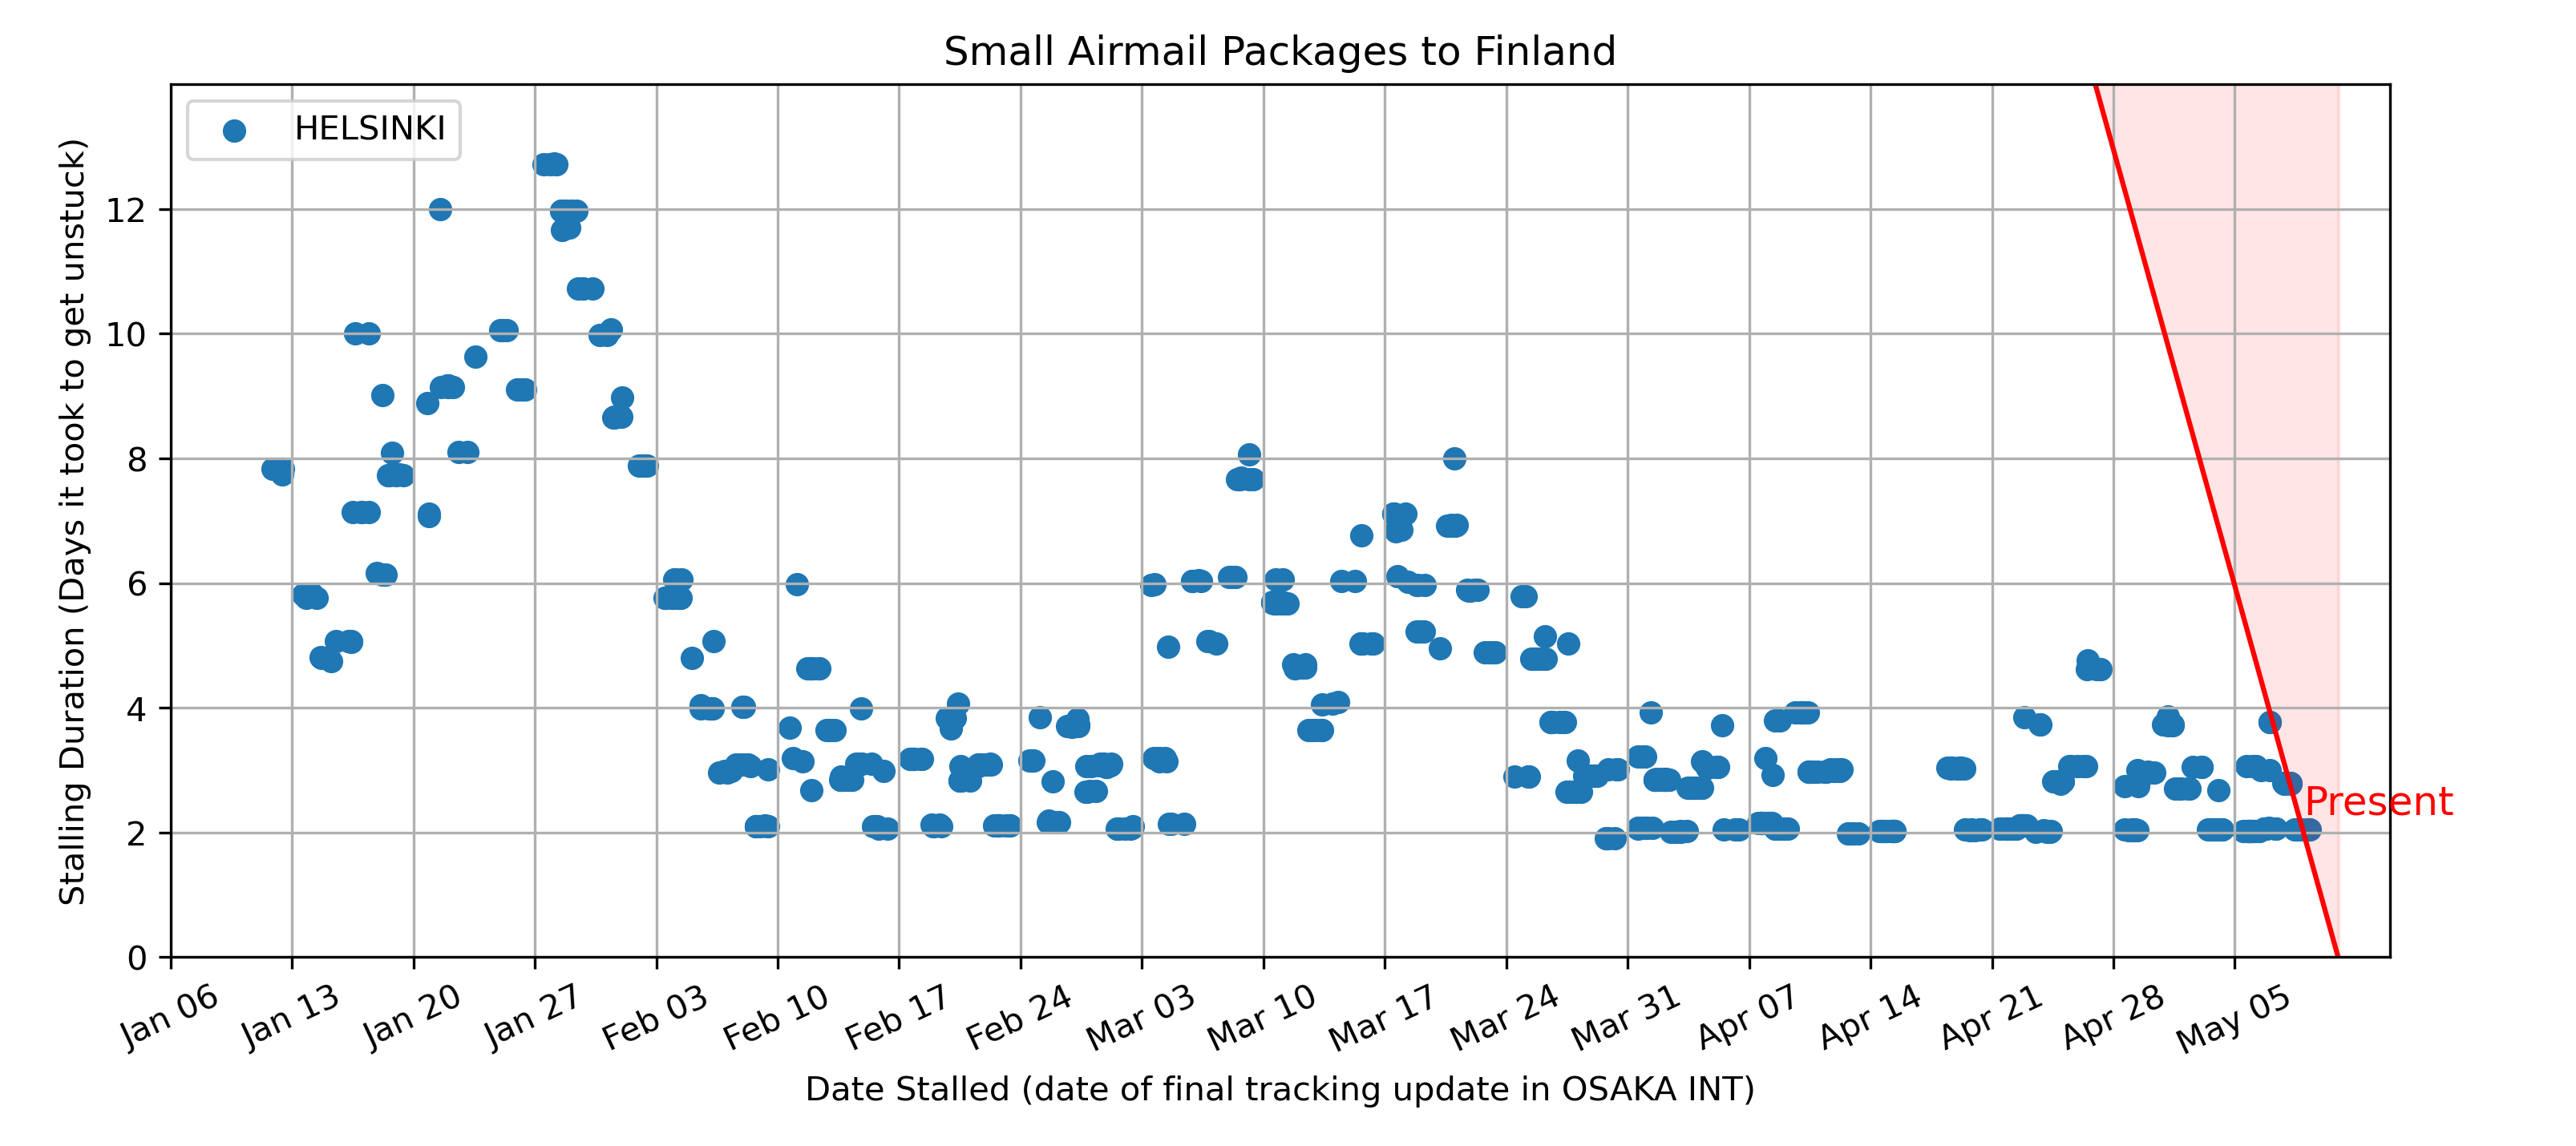 Small Airmail Packages to Finland
HELSINKI
Stalling Duration (Days it took to get unstuck)
12
10
8
6
4
2
0
Present
Jan 06
Jan 13
Jan 20
Jan 27
Feb 03
Feb 10
Feb 17
Feb 24
Mar 03
Mar 10
Mar 17
Mar 24
Mar 31
Apr 07
Apr 14
Apr 21
Apr 28
May 05
Date Stalled (date of final tracking update in OSAKA INT)